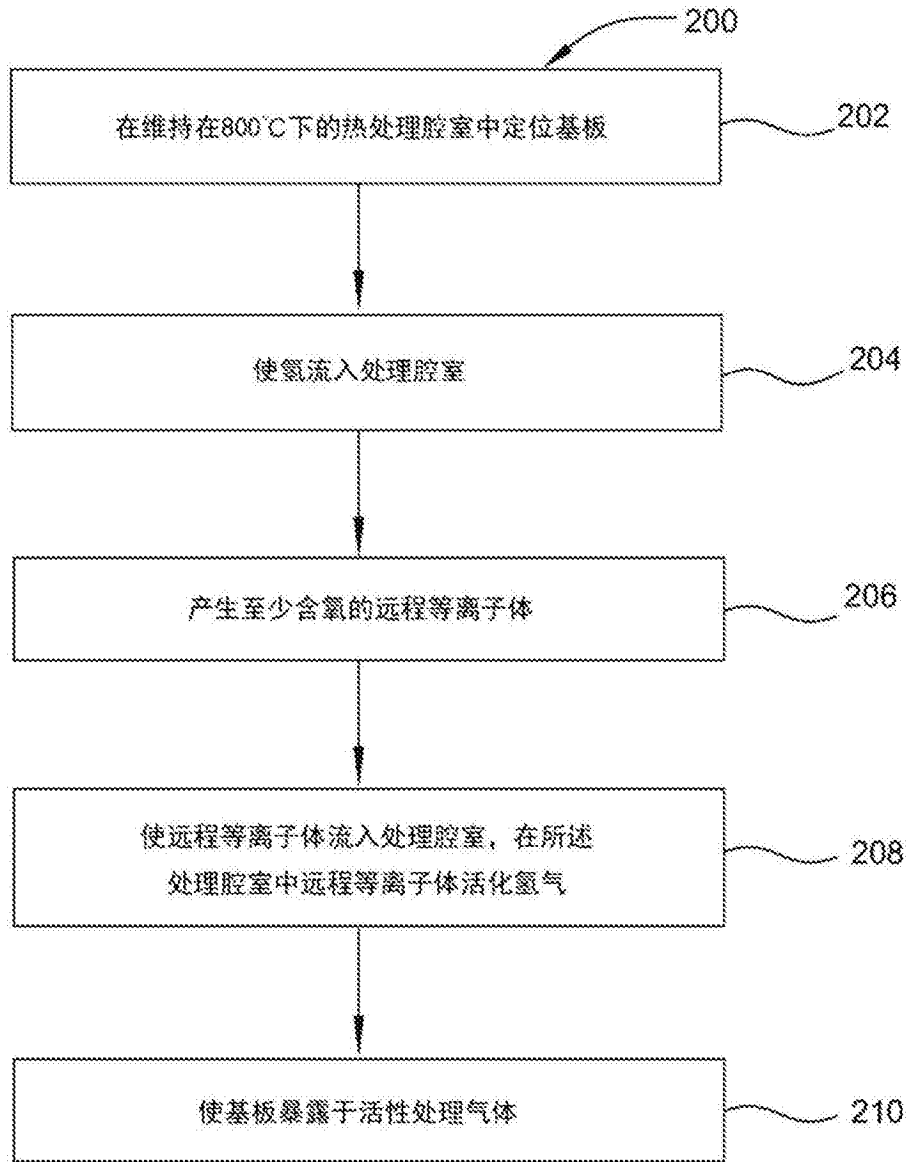 200
在维持在800℃下的热处理腔室中定位基板
202
使氢流入处理腔室
204
产生至少含氧的远程等离子体
206
使远程等离子体流入处理腔室，在所述
处理腔室中远程等离子体活化氢气
208
使基板暴露于活性处理气体
210